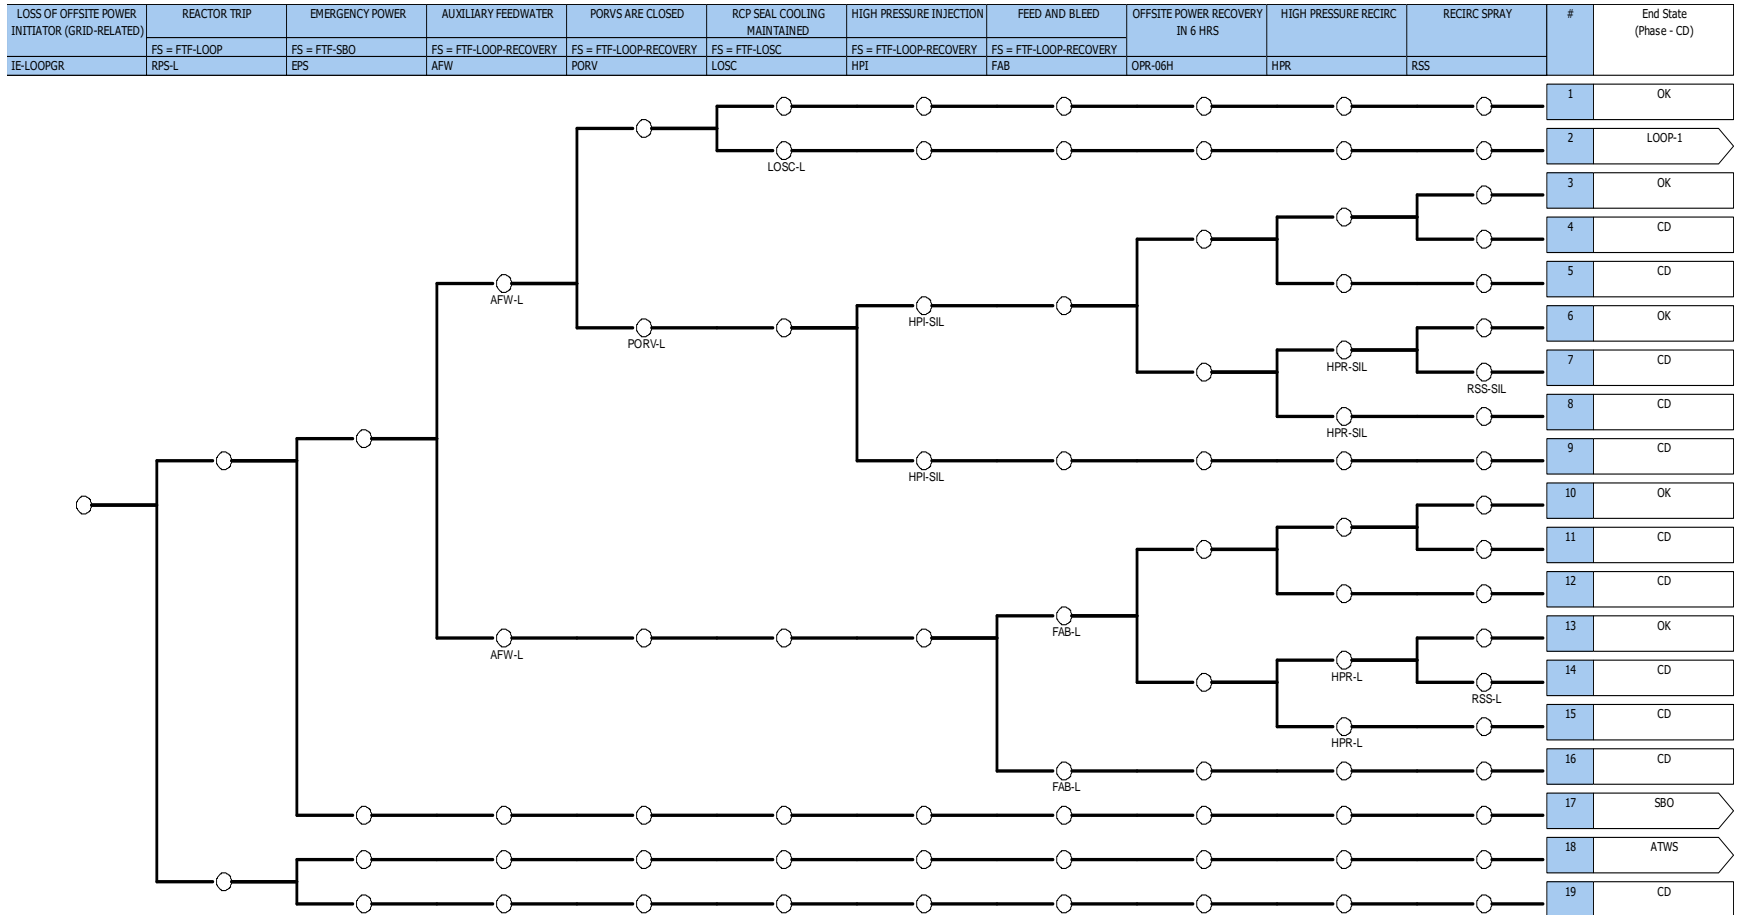 LOSS OF OFFSITE POWER
INITIATOR (GRID-RELATED)
IE-LOOPGR
REACTOR TRIP
FS = FTF-LOOP
RPS-L
EMERGENCY POWER
FS = FTF-SBO
EPS
AUXILIARY FEEDWATER
FS = FTF-LOOP-RECOVERY
AFW
PORVS ARE CLOSED
FS = FTF-LOOP-RECOVERY
PORV
RCP SEAL COOLING
MAINTAINED
FS = FTF-LOSC
LOSC
HIGH PRESSURE INJECTION
FS = FTF-LOOP-RECOVERY
HPI
FEED AND BLEED
FS = FTF-LOOP-RECOVERY
FAB
OFFSITE POWER RECOVERY
IN 6 HRS
OPR-06H
HIGH PRESSURE RECIRC
HPR
RECIRC SPRAY
RSS
#
End State
(Phase - CD)
1 OK
2 LOOP-1
LOSC-L
3 OK
4 CD
5 CD
AFW-L
6 OK
HPI-SIL
PORV-L
7 CD
HPR-SIL
RSS-SIL
8 CD
HPR-SIL
9 CD
HPI-SIL
10 OK
11 CD
12 CD
13 OK
FAB-L
AFW-L
14 CD
HPR-L
RSS-L
15 CD
HPR-L
16 CD
FAB-L
17 SBO
18 ATWS
19 CD